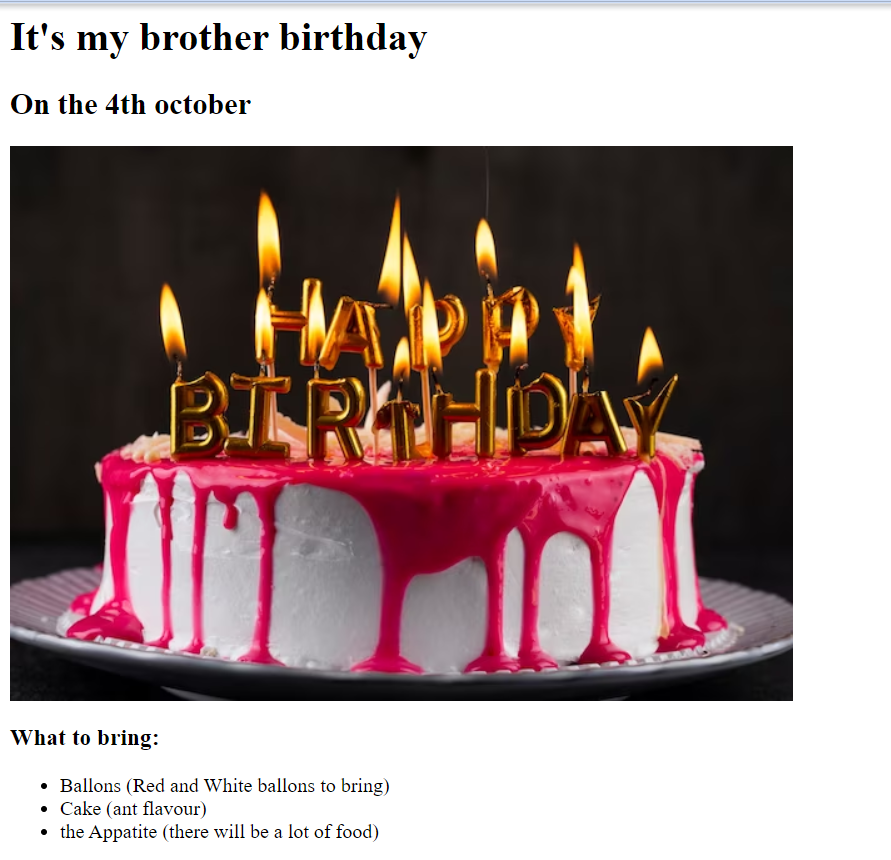 It's my brother birthday
On the 4th october
HAPPY
BIRTHDAY
What to bring:
Ballons (Red and White ballons to bring)
Cake (ant flavour)
the Appatite (there will be a lot of food)